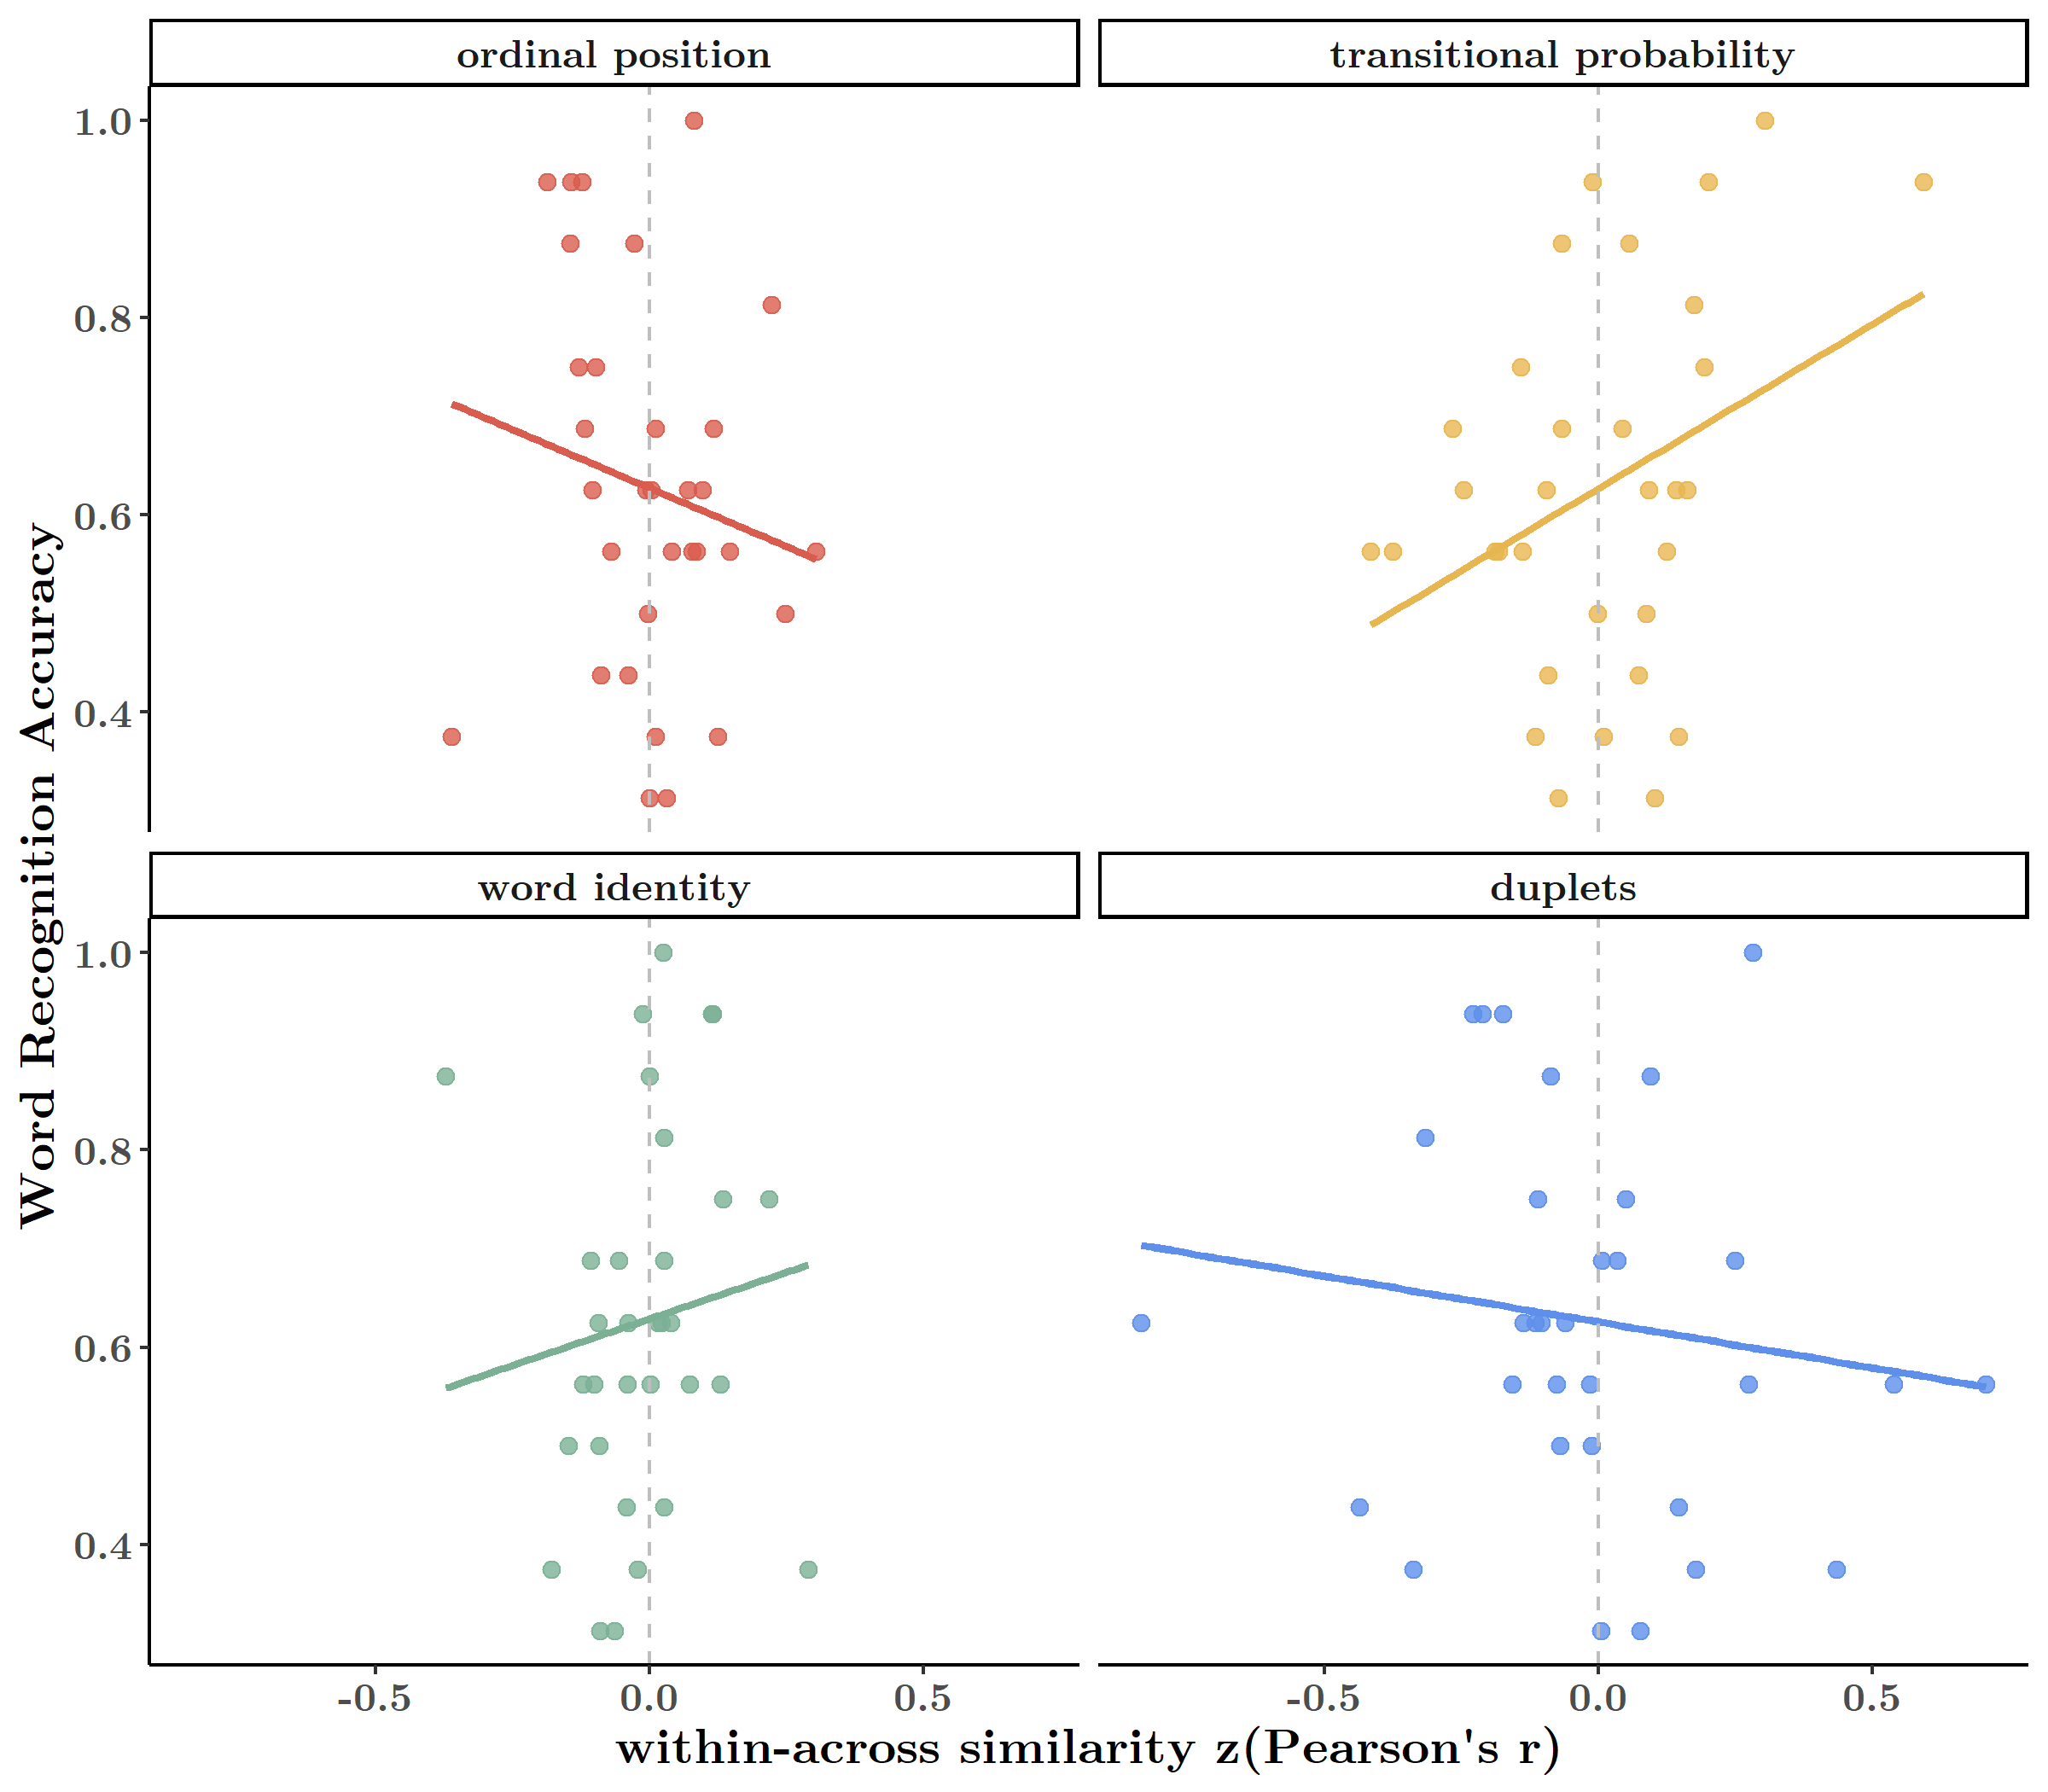 ordinal position
transitional probability
1.0
0.8
0.6
0.4
word identity
duplets
1.0
0.8
0.6
0.4
-0.5 0.0 0.5
-0.5 0.0 0.5
Word Recognition Accuracy
within-across similarity z(Pearson's r)